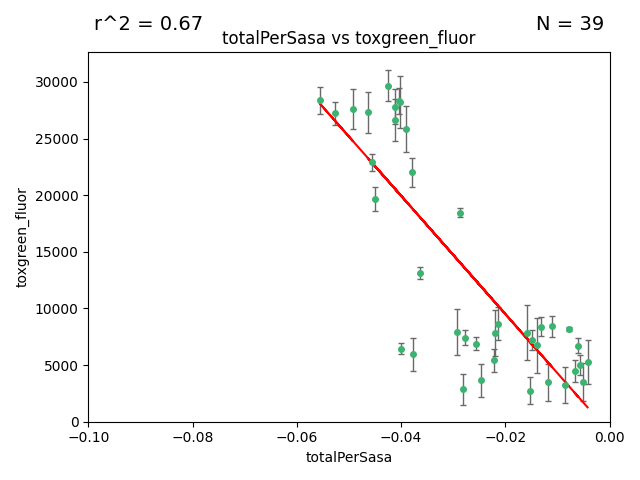 r^2 = 0.67
N = 39
totalPerSasa vs toxgreen_fluor
30000
25000
20000
15000
10000
5000
0
toxgreen_fluor
−0.10
−0.08
−0.06
−0.04
−0.02
0.00
totalPerSasa